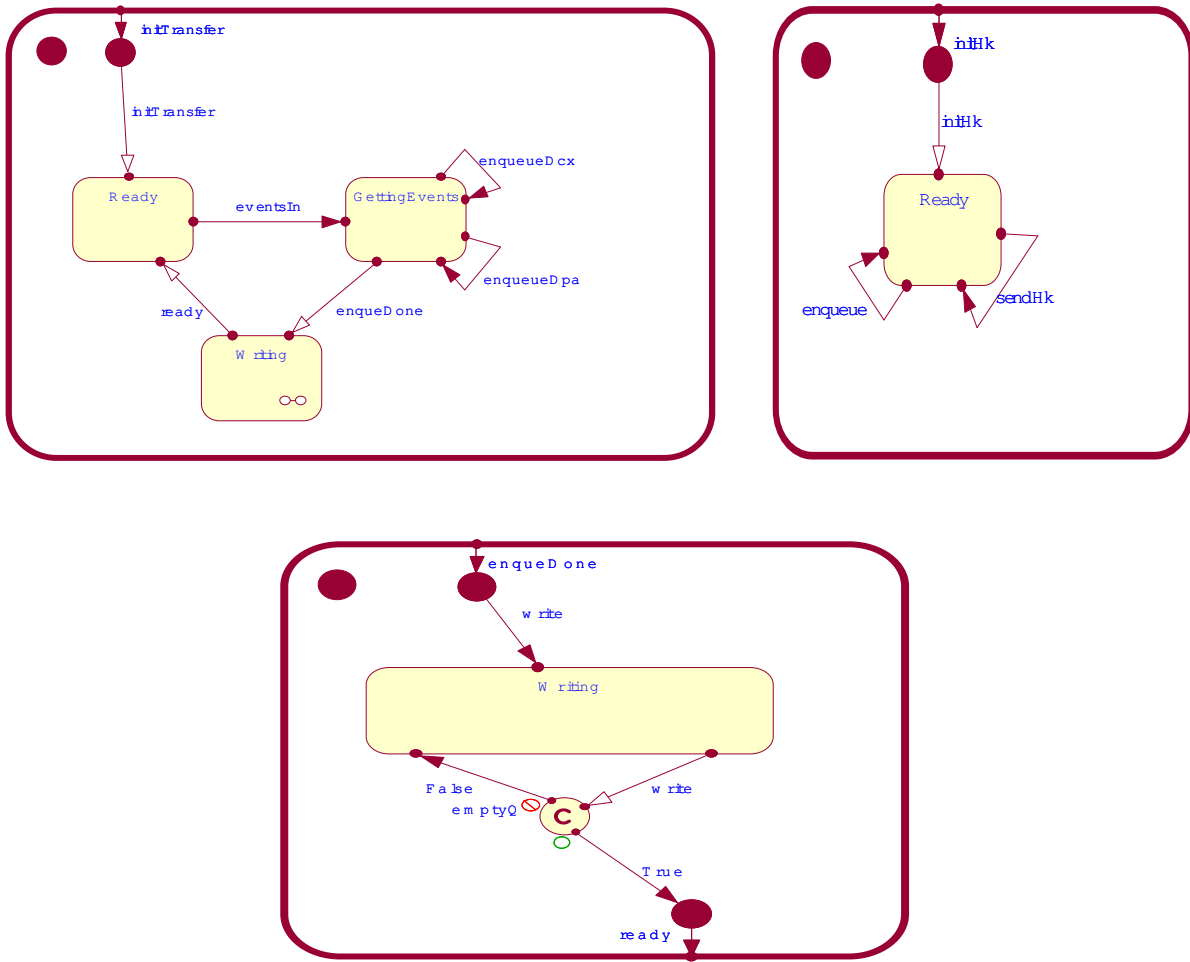 initTransfer
initTransfer
Ready
eventsIn
GettingEvents
enqueueDcx
enqueueDpa
enqueDone
ready
Writing
initHk
initHk
Ready
enqueue
sendHk
enqueDone
write
Writing
False
emptyQ
C
write
True
ready